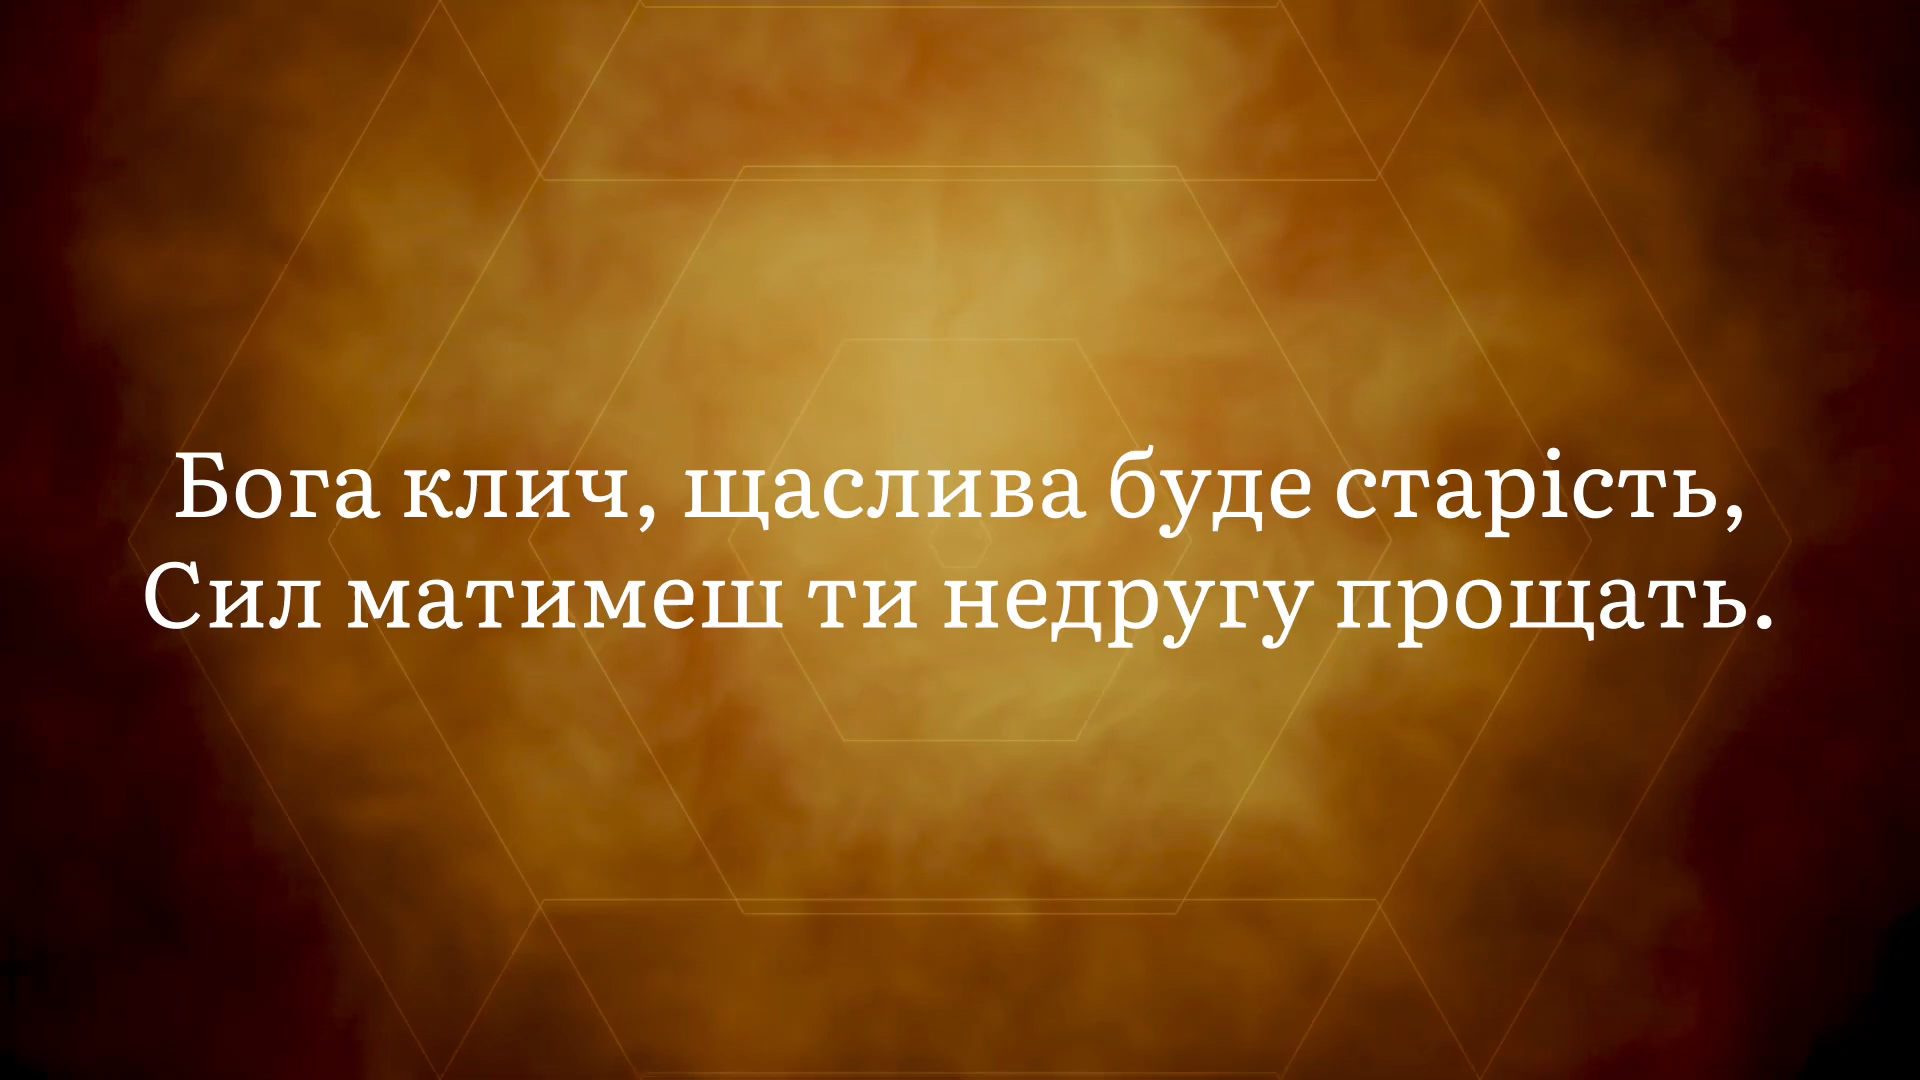 Бога клич, щаслива буде старість,
Сил матимеш ти недругу прощать.